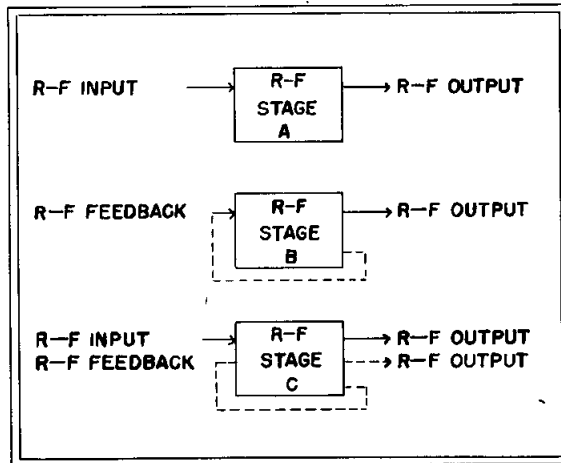 R-F INPUT
R-F
STAGE
A
R-F OUTPUT
R-F FEEDBACK
R-F
STAGE
B
R-F OUTPUT
R-F INPUT
R-F FEEDBACK
R-F
STAGE
C
R-F OUTPUT
R-F OUTPUT